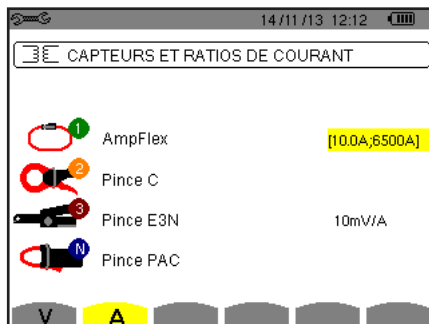 14/11/13 12:12
CAPTEURS ET RATIOS DE COURANT
1 AmpFlex [10.0A;6500A]
2 Pince C
3 Pince E3N 10mV/A
N Pince PAC
V A